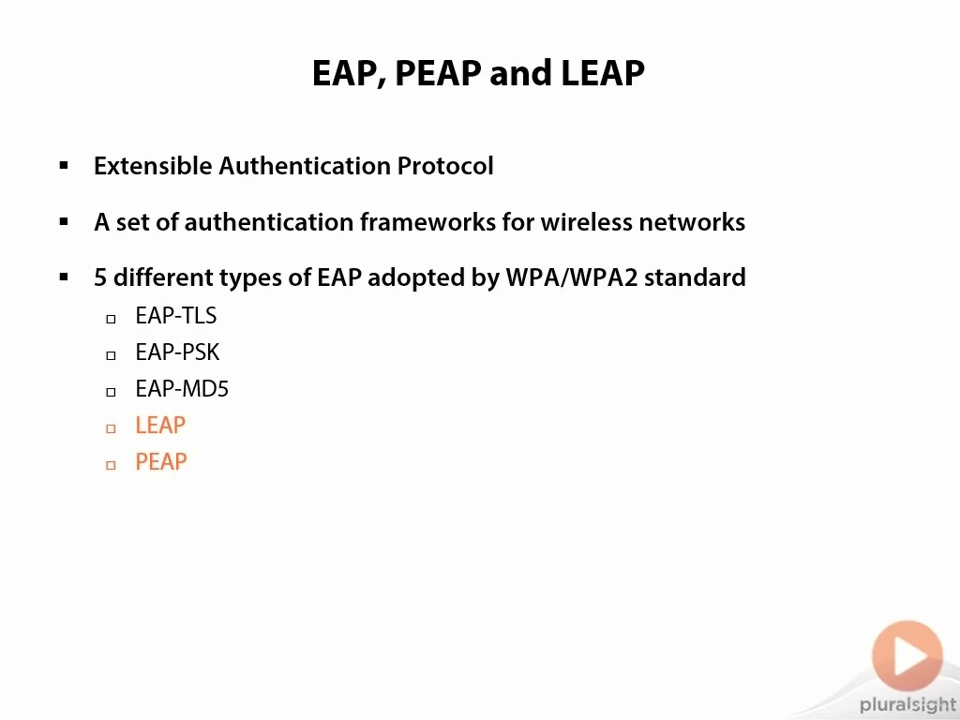 EAP, PEAP and LEAP
▪ Extensible Authentication Protocol
▪ A set of authentication frameworks for wireless networks
▪ 5 different types of EAP adopted by WPA/WPA2 standard
□ EAP-TLS
□ EAP-PSK
□ EAP-MD5
□ LEAP
□ PEAP
pluralsight